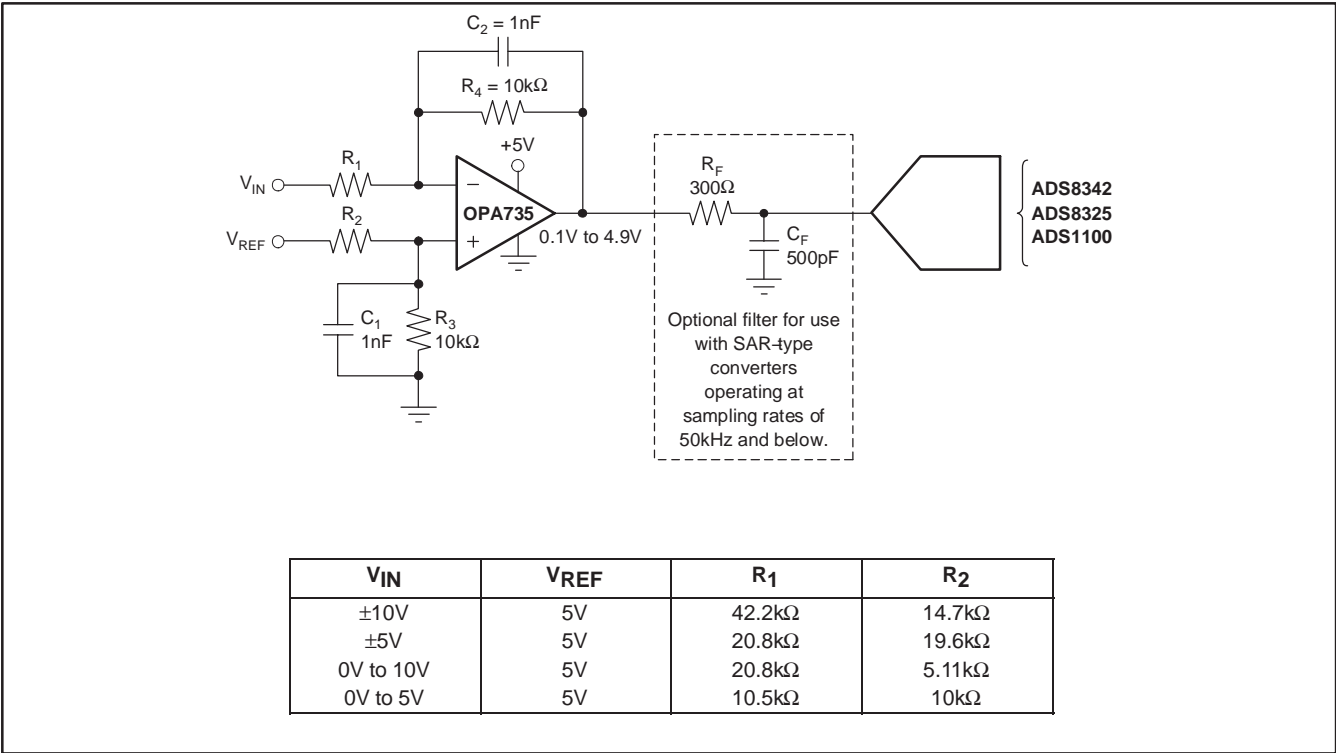 C2 = 1nF
R4 = 10kΩ
+5V
R1
VIN
R2
VREF
−
+
OPA735
0.1V to 4.9V
C1
1nF
R3
10kΩ
RF
300Ω
CF
500pF
Optional filter for use
with SAR-type
converters
operating at
sampling rates of
50kHz and below.
ADS8342
ADS8325
ADS1100
VIN VREF R1 R2
±10V 5V 42.2kΩ 14.7kΩ
±5V 5V 20.8kΩ 19.6kΩ
0V to 10V 5V 20.8kΩ 5.11kΩ
0V to 5V 5V 10.5kΩ 10kΩ